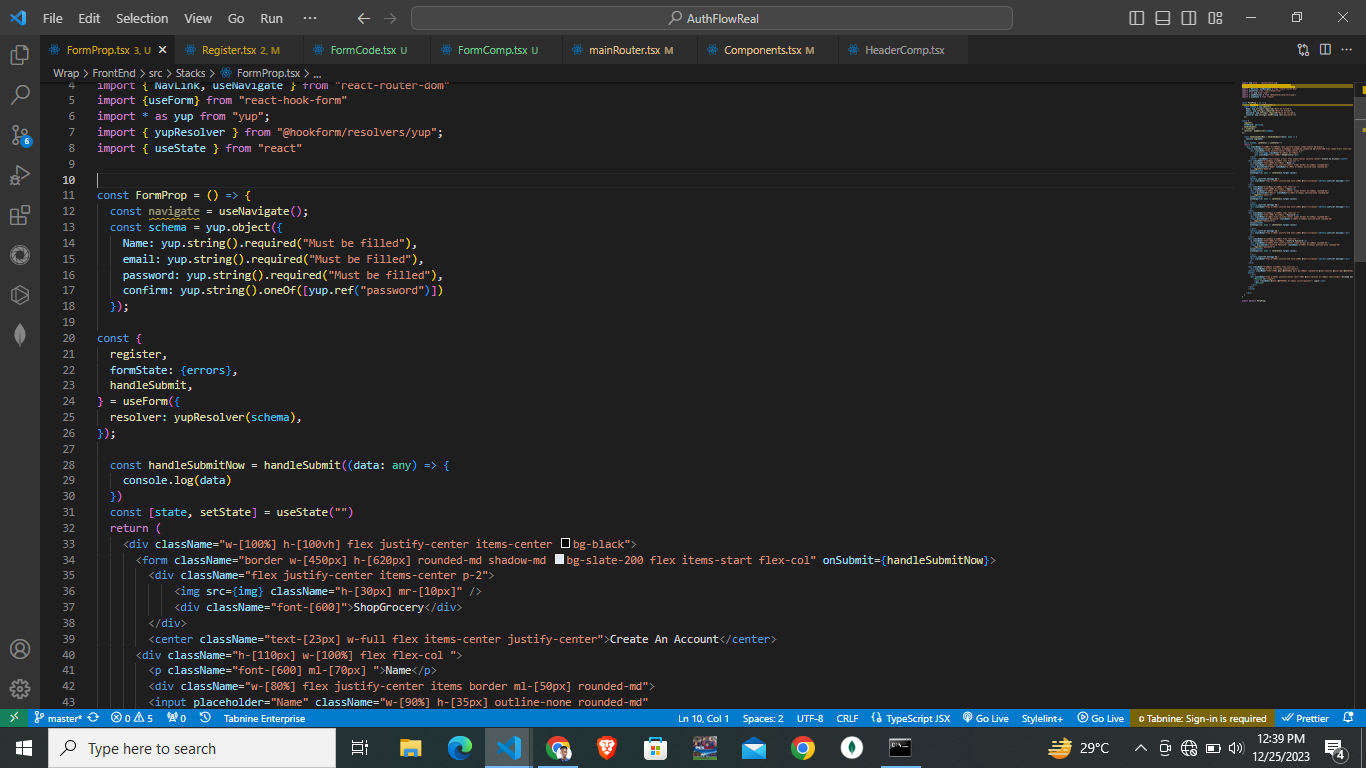 File Edit Selection View Go Run ··· AuthFlowReal
FormProp.tsx 3, U Register.tsx 2, M FormCode.tsx U FormComp.tsx U mainRouter.tsx M Components.tsx M HeaderComp.tsx
Wrap > FrontEnd > src > Stacks > FormProp.tsx > ...
4 import { NavLink, useNavigate } from "react-router-dom"
5 import {useForm} from "react-hook-form"
6 import * as yup from "yup";
7 import { yupResolver } from "@hookform/resolvers/yup";
8 import { useState } from "react"
9
10
11 const FormProp = () => {
12 const navigate = useNavigate();
13 const schema = yup.object({
14 Name: yup.string().required("Must be filled"),
15 email: yup.string().required("Must be Filled"),
16 password: yup.string().required("Must be filled"),
17 confirm: yup.string().oneOf([yup.ref("password")])
18 });
19
20 const {
21 register,
22 formState: {errors},
23 handleSubmit,
24 } = useForm({
25 resolver: yupResolver(schema),
26 });
27
28 const handleSubmitNow = handleSubmit((data: any) => {
29 console.log(data)
30 })
31 const [state, setState] = useState("")
32 return (
33 <div className="w-[100%] h-[100vh] flex justify-center items-center bg-black">
34 <form className="border w-[450px] h-[620px] rounded-md shadow-md bg-slate-200 flex items-start flex-col" onSubmit={handleSubmitNow}>
35 <div className="flex justify-center items-center p-2">
36 <img src={img} className="h-[30px] mr-[10px]" />
37 <div className="font-[600]">ShopGrocery</div>
38 </div>
39 <center className="text-[23px] w-full flex items-center justify-center">Create An Account</center>
40 <div className="h-[110px] w-[100%] flex flex-col ">
41 <p className="font-[600] ml-[70px] ">Name</p>
42 <div className="w-[80%] flex justify-center items border ml-[50px] rounded-md">
43 <input placeholder="Name" className="w-[90%] h-[35px] outline-none rounded-md"
6
master* 0 5 0 Tabnine Enterprise Ln 10, Col 1 Spaces: 2 UTF-8 CRLF TypeScript JSX Go Live Stylelint+ Go Live Tabnine: Sign-in is required Prettier
Type here to search 29°C 12:39 PM
12/25/2023 4